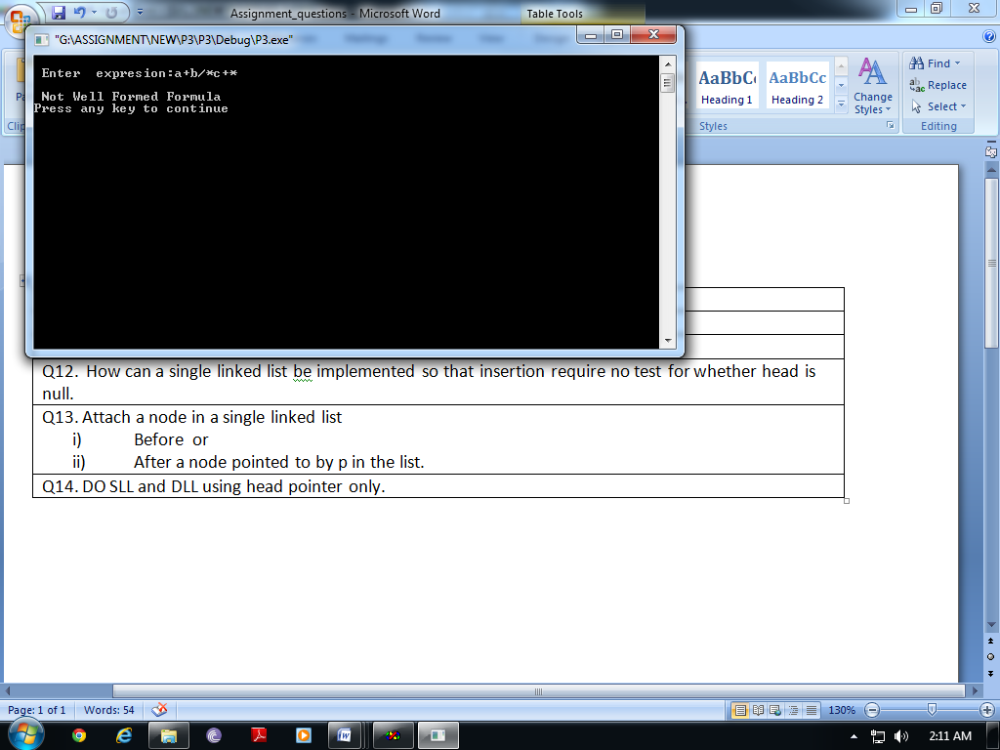 Assignment_questions - Microsoft Word
Table Tools
"G:\ASSIGNMENT\NEW\P3\P3\Debug\P3.exe"
Enter  expresion:a+b/*c+*
Not Well Formed Formula
Press any key to continue
AaBbC
AaBbCc
Heading 1
Heading 2
Change
Styles
Find
Replace
Select
Styles
Editing
Q12. How can a single linked list be implemented so that insertion require no test for whether head is
null.
Q13. Attach a node in a single linked list
i) Before or
ii) After a node pointed to by p in the list.
Q14. DO SLL and DLL using head pointer only.
Page: 1 of 1
Words: 54
130%
2:11 AM